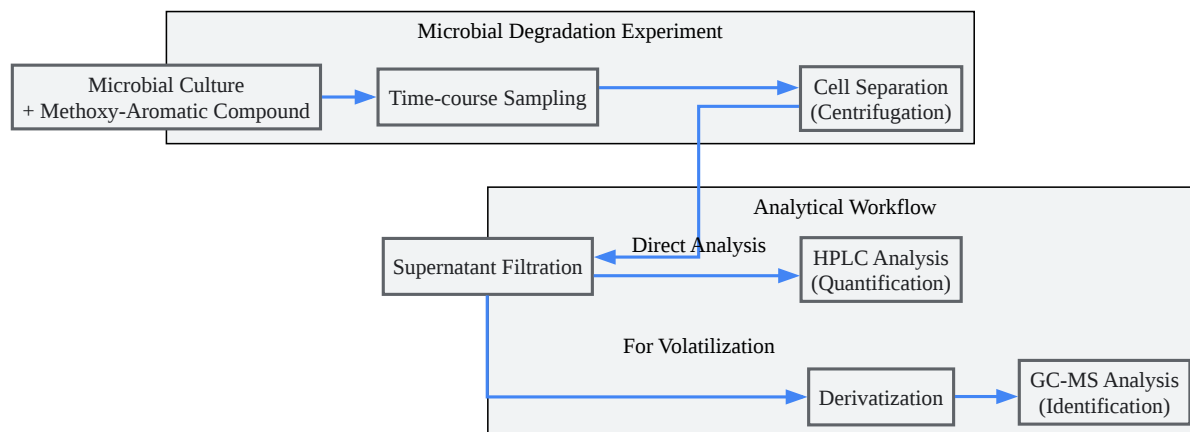 Microbial Degradation Experiment
Microbial Culture
+ Methoxy-Aromatic Compound
Time-course Sampling
Cell Separation
(Centrifugation)
Analytical Workflow
Supernatant Filtration
Direct Analysis
HPLC Analysis
(Quantification)
For Volatilization
Derivatization
GC-MS Analysis
(Identification)